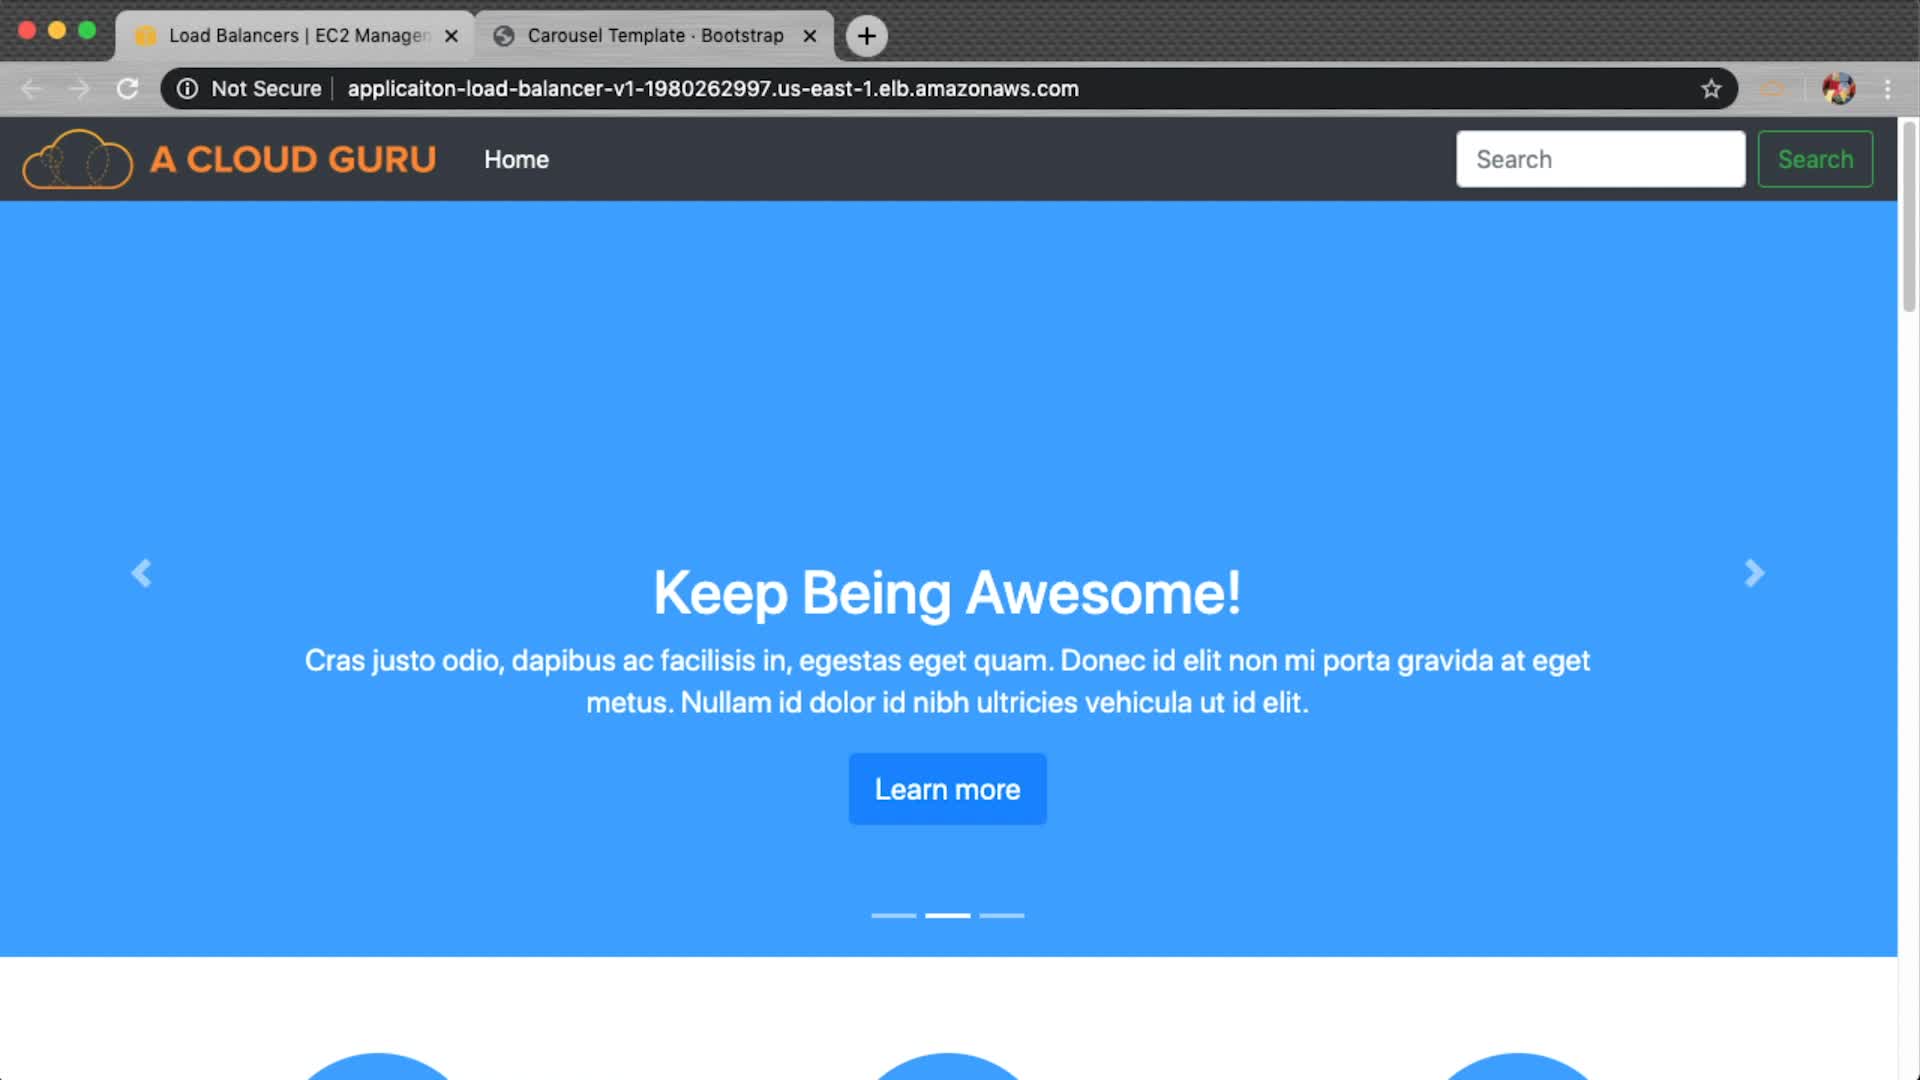 Load Balancers | EC2 Manager
Carousel Template · Bootstrap
Not Secure
applicaiton-load-balancer-v1-1980262997.us-east-1.elb.amazonaws.com
A CLOUD GURU
Home
Search
Search
Keep Being Awesome!
Cras justo odio, dapibus ac facilisis in, egestas eget quam. Donec id elit non mi porta gravida at eget
metus. Nullam id dolor id nibh ultricies vehicula ut id elit.
Learn more